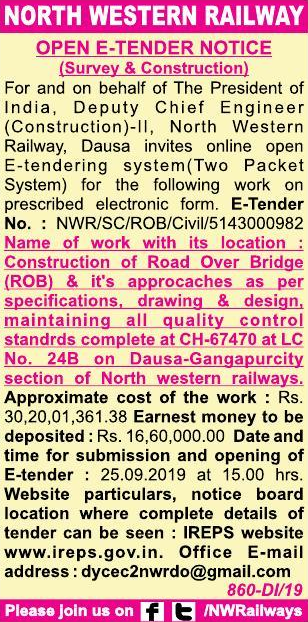 NORTH WESTERN RAILWAY
OPEN E-TENDER NOTICE
(Survey & Construction)
For and on behalf of The President of
India, Deputy Chief Engineer
(Construction)-II, North Western
Railway, Dausa invites online open
E-tendering system(Two Packet
System) for the following work on
prescribed electronic form. E-Tender
No. : NWR/SC/ROB/Civil/5143000982
Name of work with its location :
Construction of Road Over Bridge
(ROB) & it's approcaches as per
specifications, drawing & design,
maintaining all quality control
standrds complete at CH-67470 at LC
No. 24B on Dausa-Gangapurcity
section of North western railways.
Approximate cost of the work : Rs.
30,20,01,361.38 Earnest money to be
deposited : Rs. 16,60,000.00 Date and
time for submission and opening of
E-tender : 25.09.2019 at 15.00 hrs.
Website particulars, notice board
location where complete details of
tender can be seen : IREPS website
www.ireps.gov.in. Office E-mail
address : dycec2nwrdo@gmail.com
860-DI/19
Please join us on f t /NWRailways